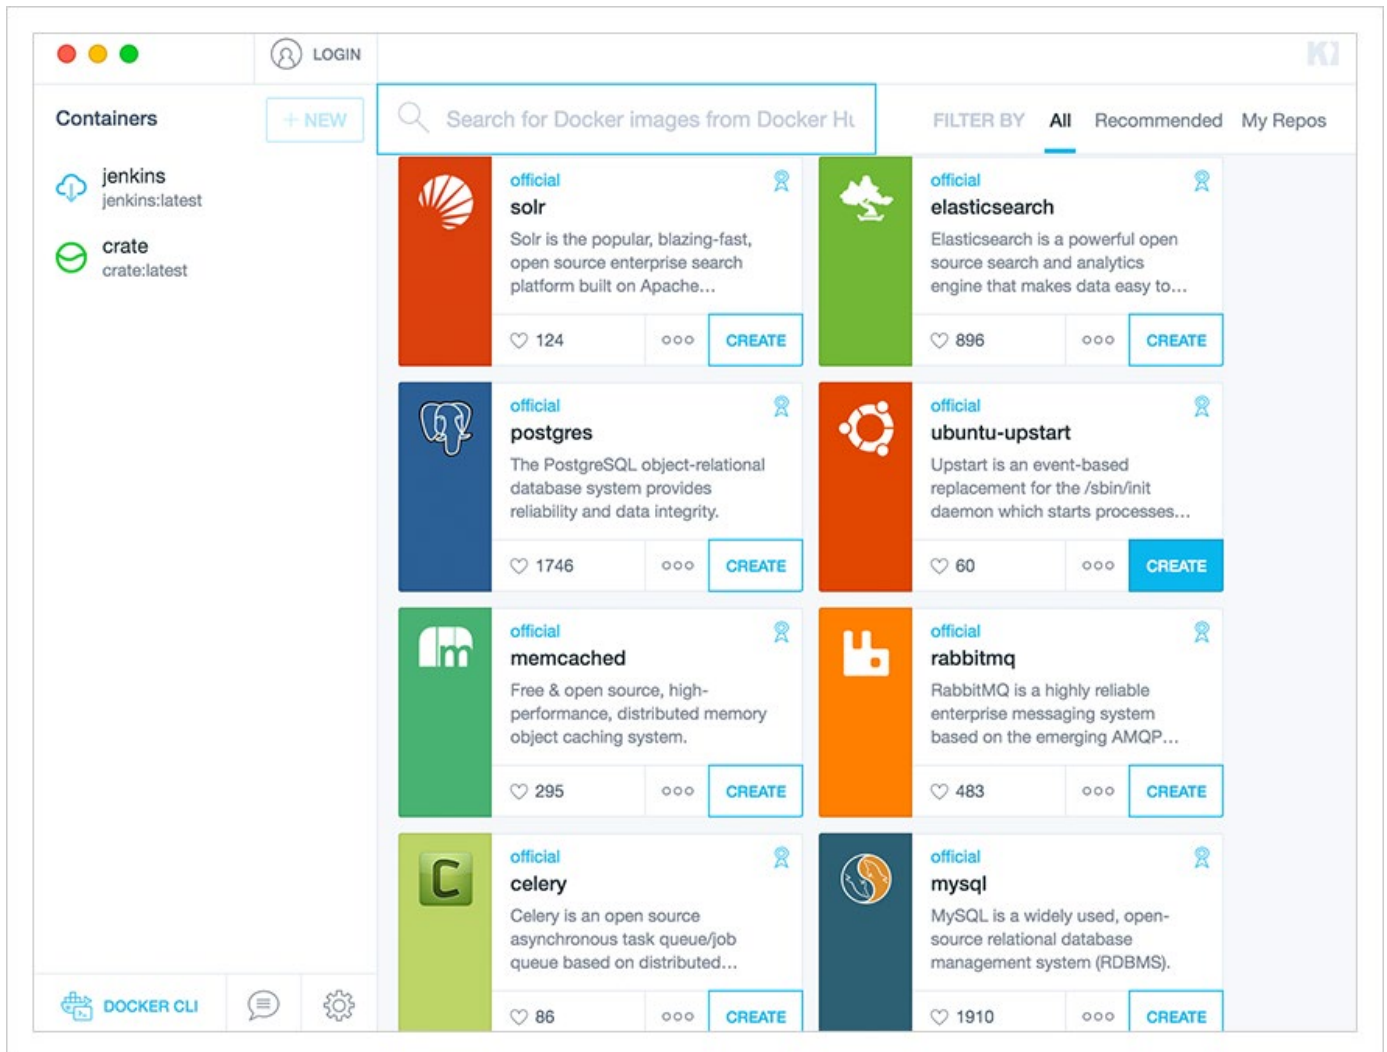 LOGIN
Containers
+ NEW
Search for Docker images from Docker Hu
FILTER BY All Recommended My Repos
jenkins
jenkins:latest
crate
crate:latest
official
solr
Solr is the popular, blazing-fast,
open source enterprise search
platform built on Apache...
124
CREATE
official
elasticsearch
Elasticsearch is a powerful open
source search and analytics
engine that makes data easy to...
896
CREATE
official
postgres
The PostgreSQL object-relational
database system provides
reliability and data integrity.
1746
CREATE
official
ubuntu-upstart
Upstart is an event-based
replacement for the /sbin/init
daemon which starts processes...
60
CREATE
official
memcached
Free & open source, high-
performance, distributed memory
object caching system.
295
CREATE
official
rabbitmq
RabbitMQ is a highly reliable
enterprise messaging system
based on the emerging AMQP...
483
CREATE
official
celery
Celery is an open source
asynchronous task queue/job
queue based on distributed...
86
CREATE
official
mysql
MySQL is a widely used, open-
source relational database
management system (RDBMS).
1910
CREATE
DOCKER CLI